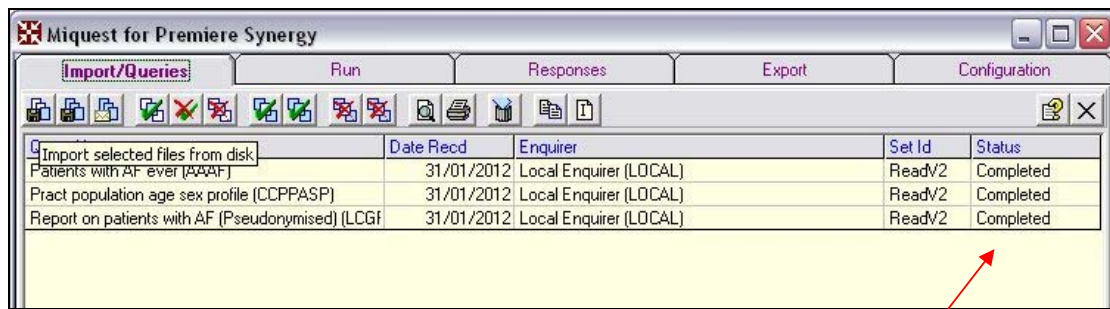 Miquest for Premiere Synergy
Import/Queries Run Responses Export Configuration
Import selected files from disk
Date Recd Enquirer Set Id Status
Patients with AF ever (AAAF) 31/01/2012 Local Enquirer (LOCAL) ReadV2 Completed
Pract population age sex profile (CCPPASP) 31/01/2012 Local Enquirer (LOCAL) ReadV2 Completed
Report on patients with AF (Pseudonymised) (LCGF 31/01/2012 Local Enquirer (LOCAL) ReadV2 Completed